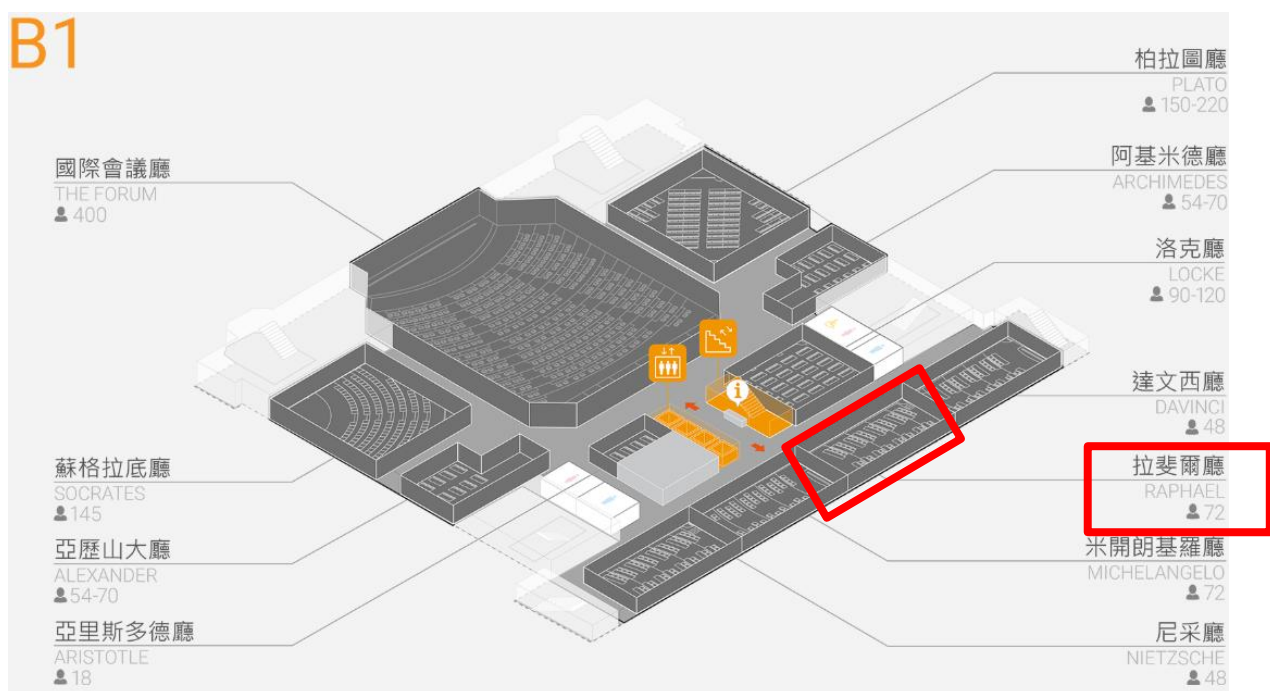 B1
國際會議廳
THE FORUM
400
蘇格拉底廳
SOCRATES
145
亞歷山大廳
ALEXANDER
54-70
亞里斯多德廳
ARISTOTLE
18
柏拉圖廳
PLATO
150-220
阿基米德廳
ARCHIMEDES
54-70
洛克廳
LOCKE
90-120
達文西廳
DAVINCI
48
拉斐爾廳
RAPHAEL
72
米開朗基羅廳
MICHELANGELO
72
尼采廳
NIETZSCHE
48
i